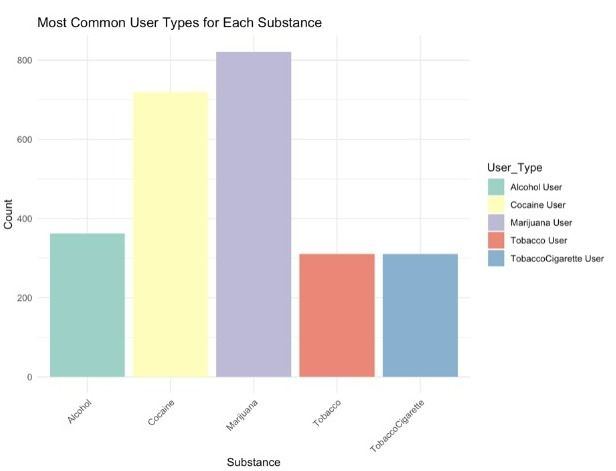 Most Common User Types for Each Substance
Count
800
600
400
200
0
Alcohol
Cocaine
Marijuana
Tobacco
TobaccoCigarette
Substance
User_Type
Alcohol User
Cocaine User
Marijuana User
Tobacco User
TobaccoCigarette User